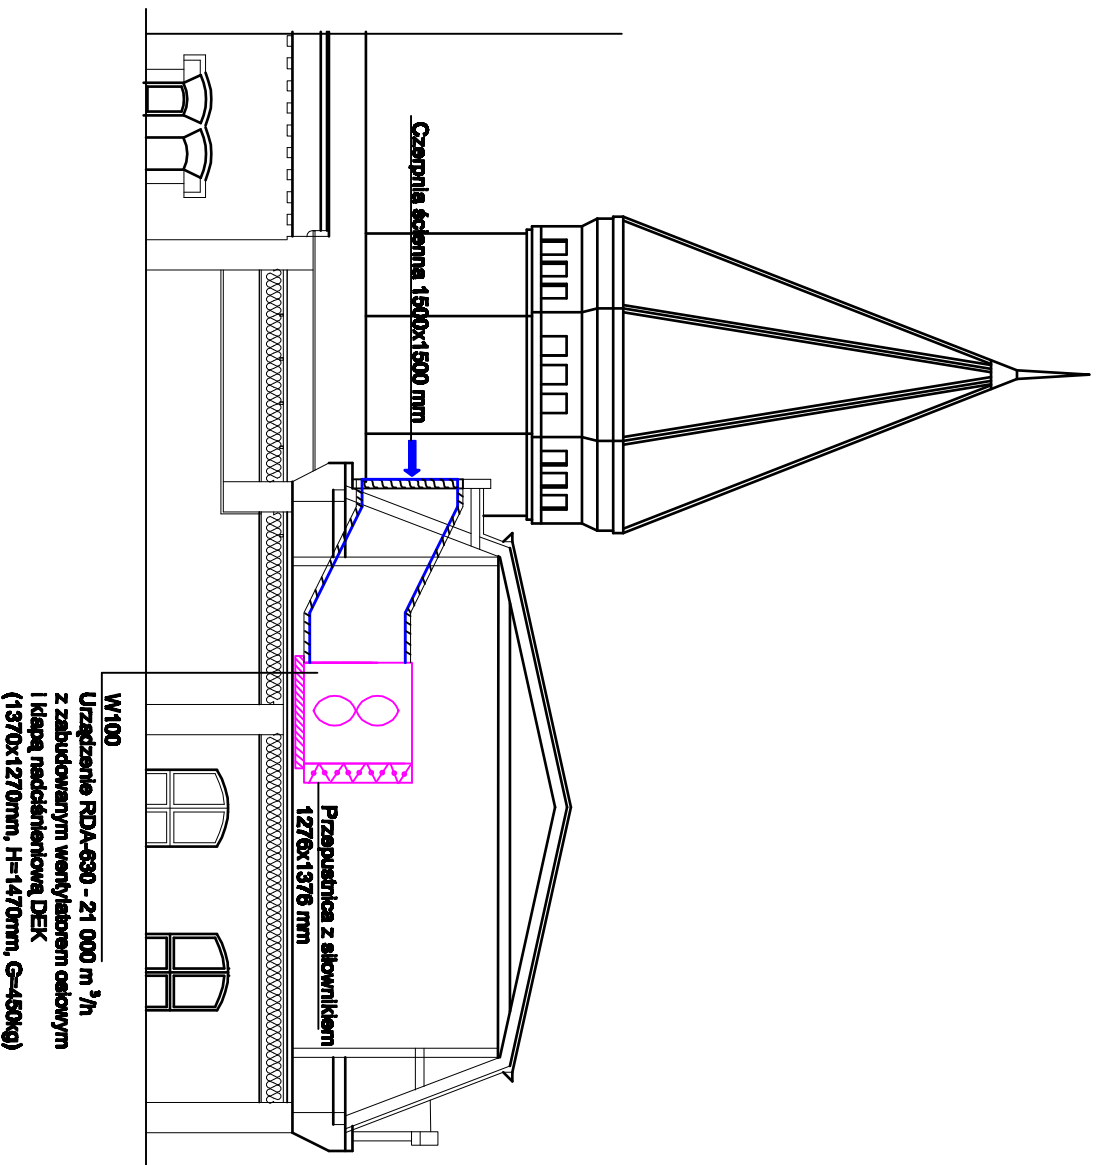 Czerpnia ścienna 1500x1500 mm
Przepustnica z siłownikiem
1276x1376 mm
W100
Urządzenie RDA-630 - 21 000 m³/h
z zabudowanym wentylatorem osiowym
i klapą nadciśnieniową DEK
(1370x1270mm, H=1470mm, G=450kg)